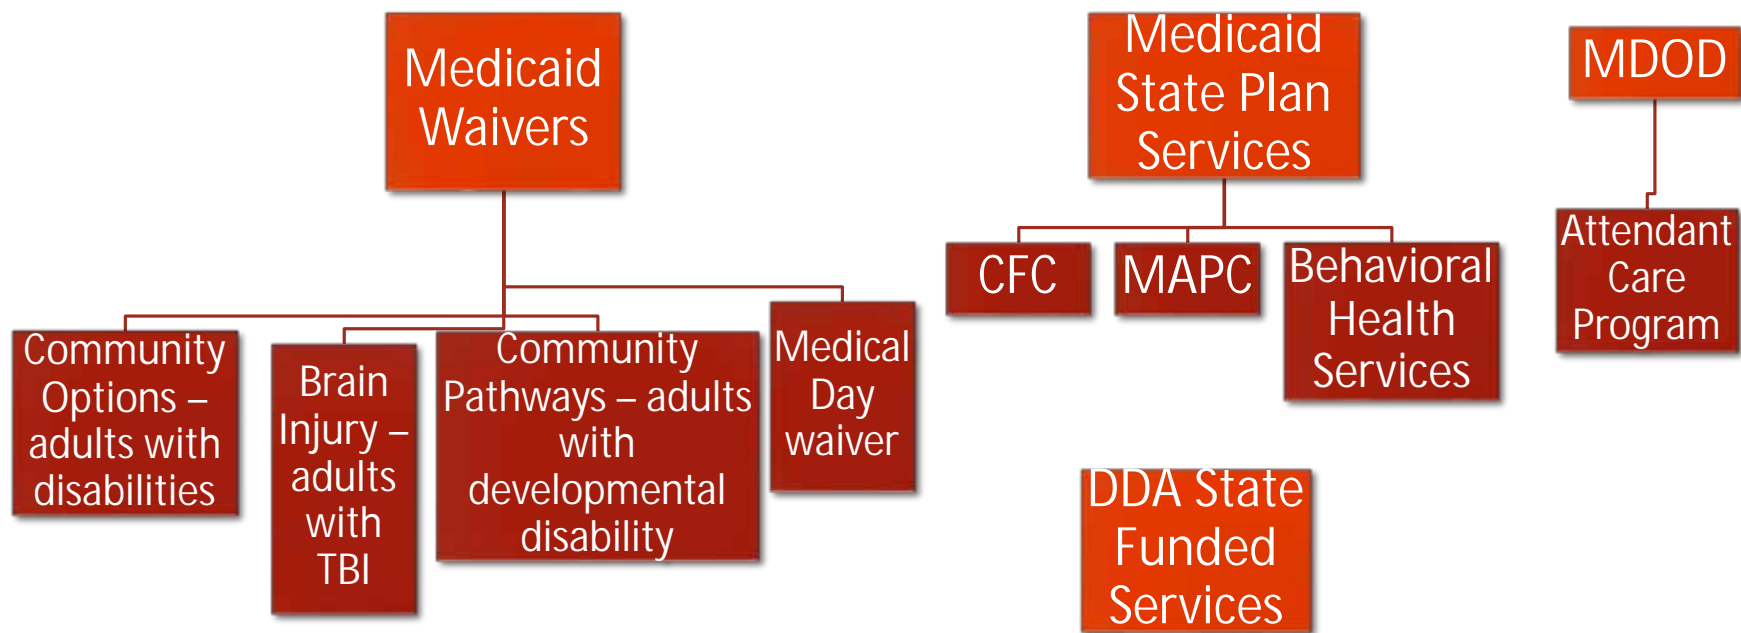 Medicaid
Waivers
Community
Options –
adults with
disabilities
Brain
Injury –
adults
with
TBI
Community
Pathways – adults
with
developmental
disability
Medical
Day
waiver
Medicaid
State Plan
Services
CFC
MAPC
Behavioral
Health
Services
DDA State
Funded
Services
MDOD
Attendant
Care
Program